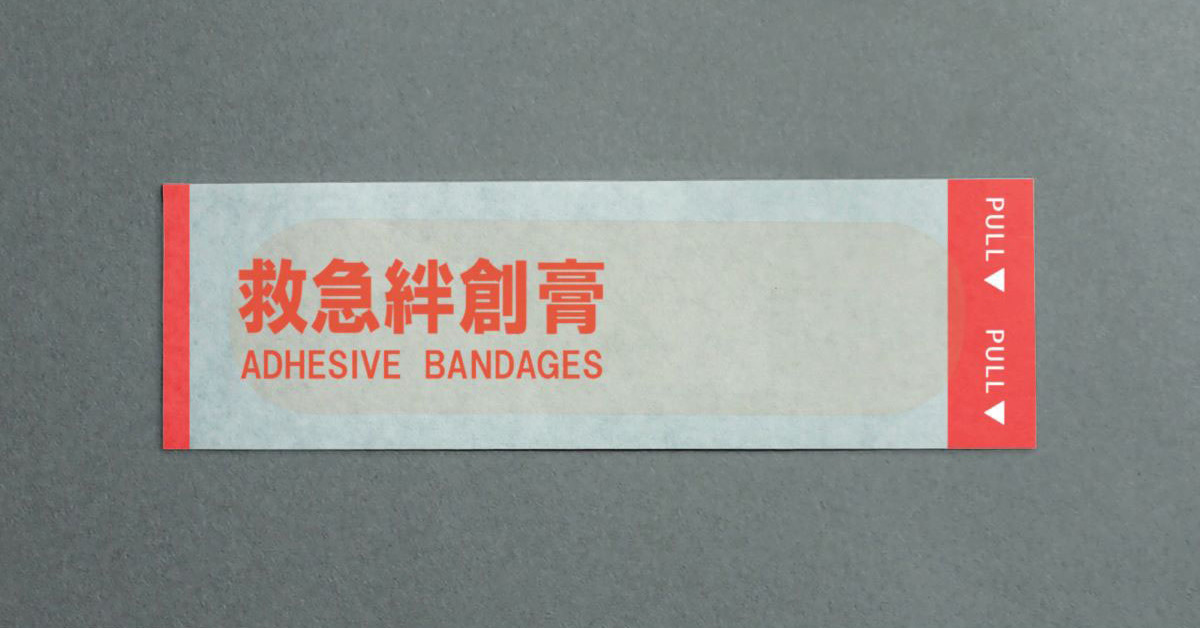 救急絆創膏
ADHESIVE BANDAGES
PULL
PULL